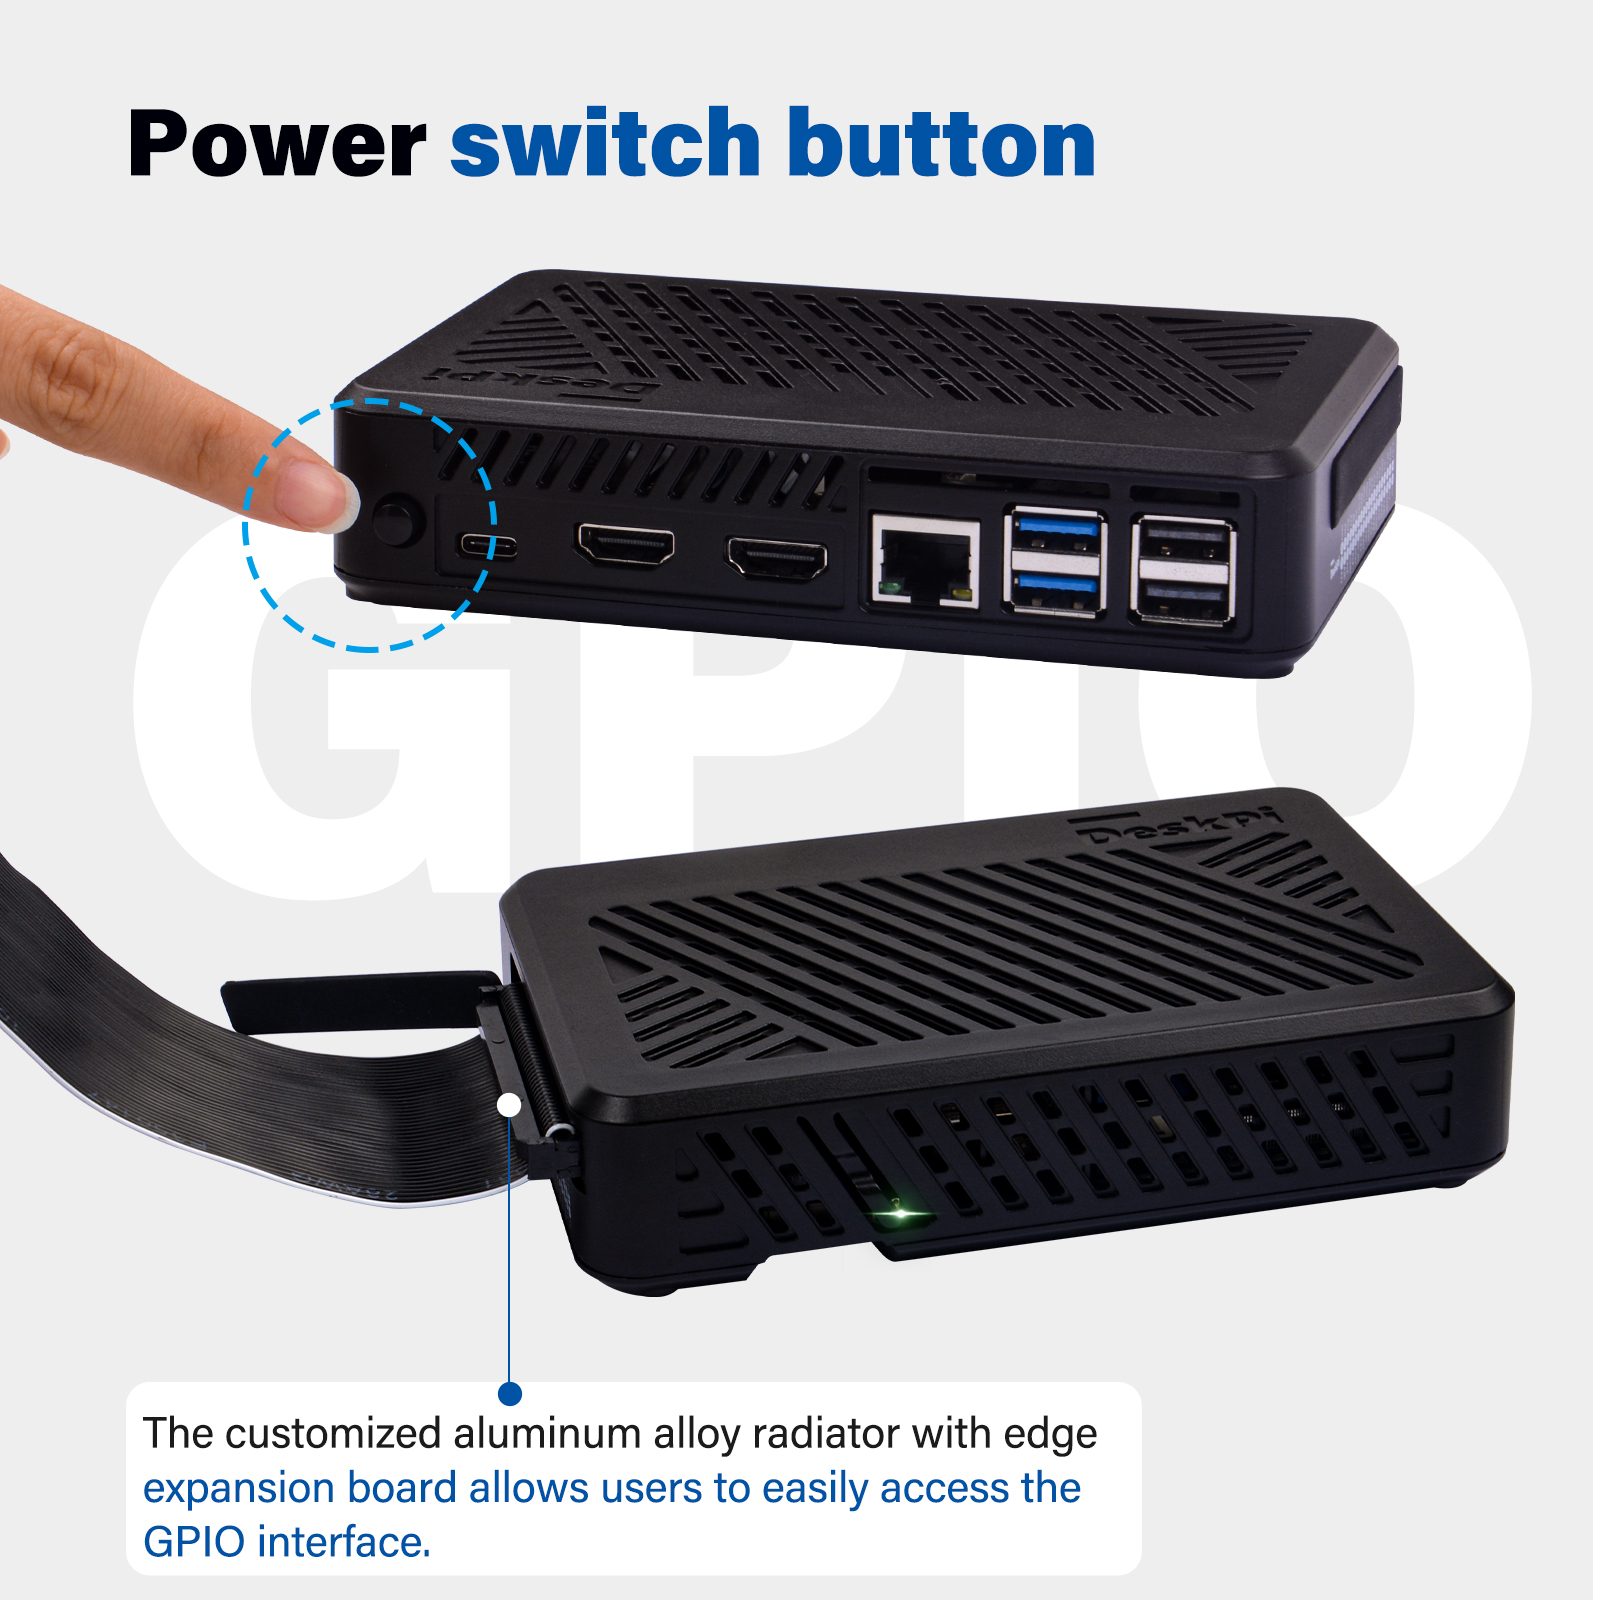 Power switch button
DeskPi
GPIO
DeskPi
The customized aluminum alloy radiator with edge
expansion board allows users to easily access the
GPIO interface.